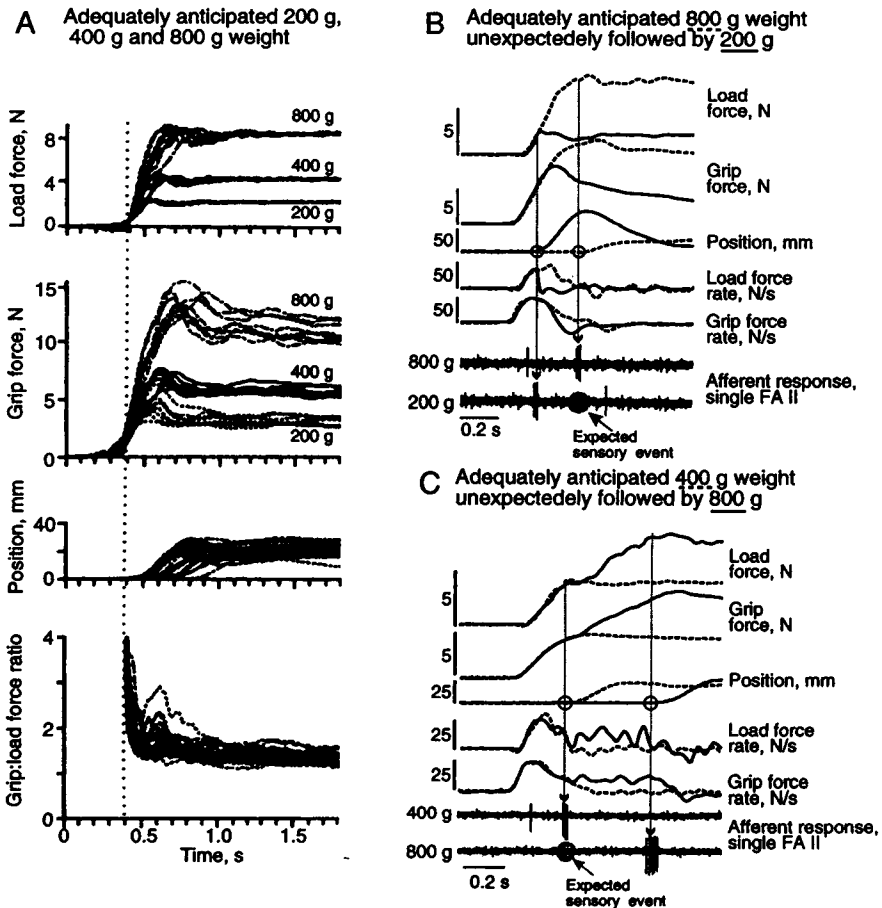 A
Adequately anticipated 200 g,
400 g and 800 g weight
Load force, N
8
4
0
800 g
400 g
200 g
Grip force, N
15
10
5
0
800 g
400 g
200 g
Position, mm
40
0
Grip:load force ratio
4
2
0
0
0.5
1.0
1.5
Time, s
B
Adequately anticipated 800 g weight
unexpectedely followed by 200 g
5
Load
force, N
5
Grip
force, N
50
Position, mm
50
Load force
rate, N/s
50
Grip force
rate, N/s
800 g
200 g
Afferent response,
single FA II
0.2 s
Expected
sensory event
C
Adequately anticipated 400 g weight
unexpectedely followed by 800 g
5
Load
force, N
5
Grip
force, N
25
Position, mm
25
Load force
rate, N/s
25
Grip force
rate, N/s
400 g
800 g
Afferent response,
single FA II
0.2 s
Expected
sensory event